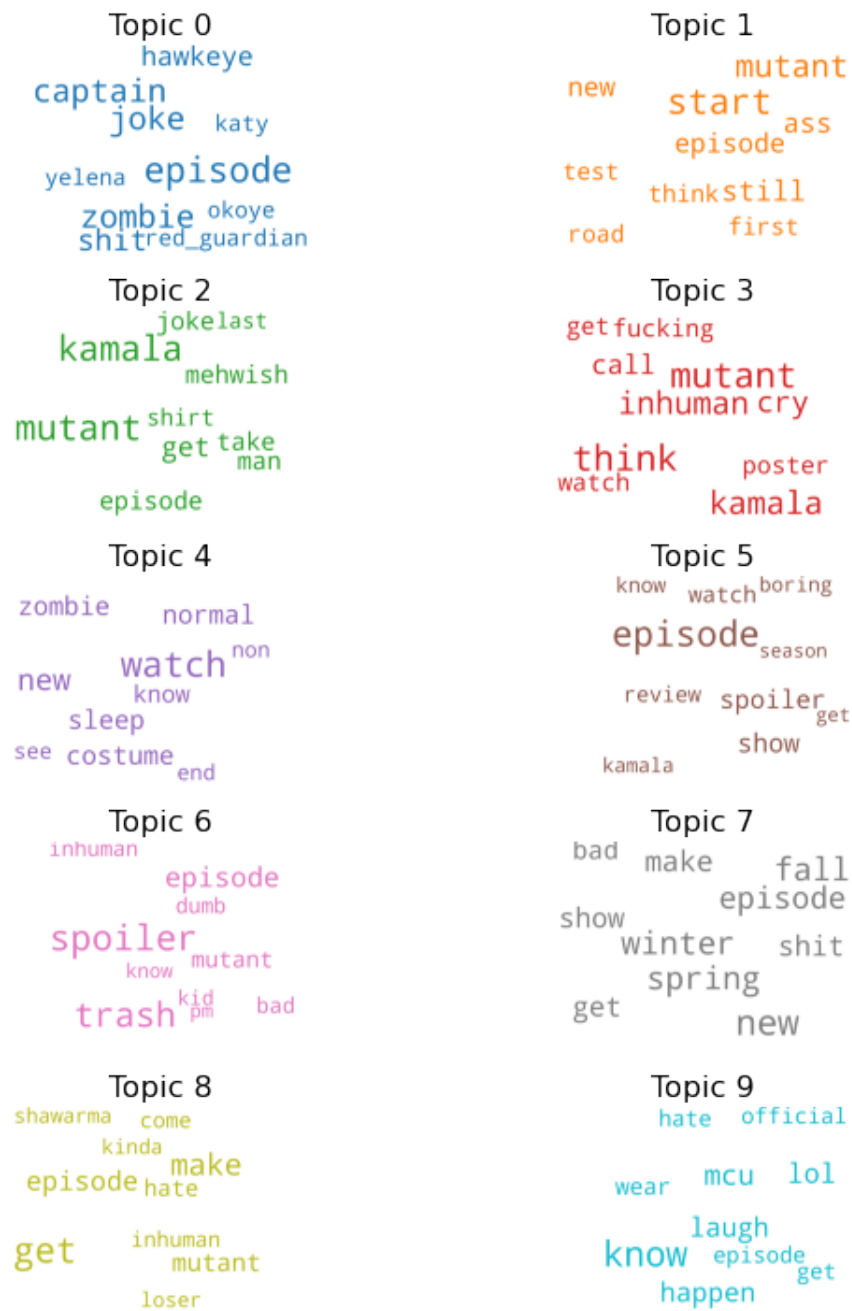 Topic 0
hawkeye
captain
joke katy
yelena episode
zombie okoye
shit red_guardian
Topic 1
mutant
new start
ass
episode
test
think still
road first
Topic 2
joke last
kamala
mehwish
mutant shirt
get take
man
episode
Topic 3
get fucking
call mutant
inhuman cry
think poster
watch kamala
Topic 4
zombie normal
watch non
new know
sleep
see costume
end
Topic 5
know watch boring
episode
season
review spoiler
get
show
kamala
Topic 6
inhuman
episode
dumb
spoiler
know mutant
trash kid bad
pm
Topic 7
bad make fall
episode
show
winter shit
spring
get new
Topic 8
shawarma come
kinda
make
episode hate
get inhuman
mutant
loser
Topic 9
hate official
wear mcu lol
laugh
know episode
get
happen